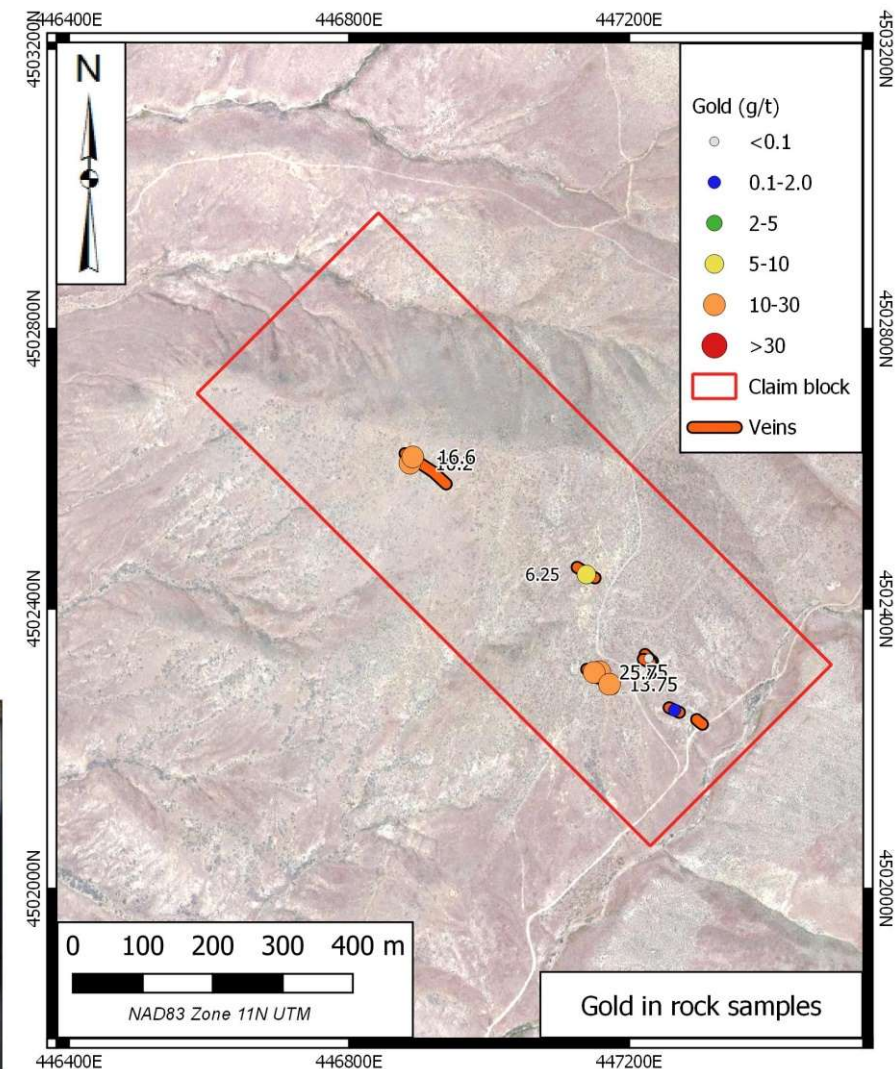 446400E
446800E
447200E
4503200N
4503200N
N
Gold (g/t)
<0.1
0.1-2.0
2-5
5-10
10-30
>30
Claim block
Veins
4502800N
4502800N
16.6
6.25
4502400N
4502400N
13.75
4502000N
4502000N
0 100 200 300 400 m
NAD83 Zone 11N UTM
Gold in rock samples
446400E
446800E
447200E